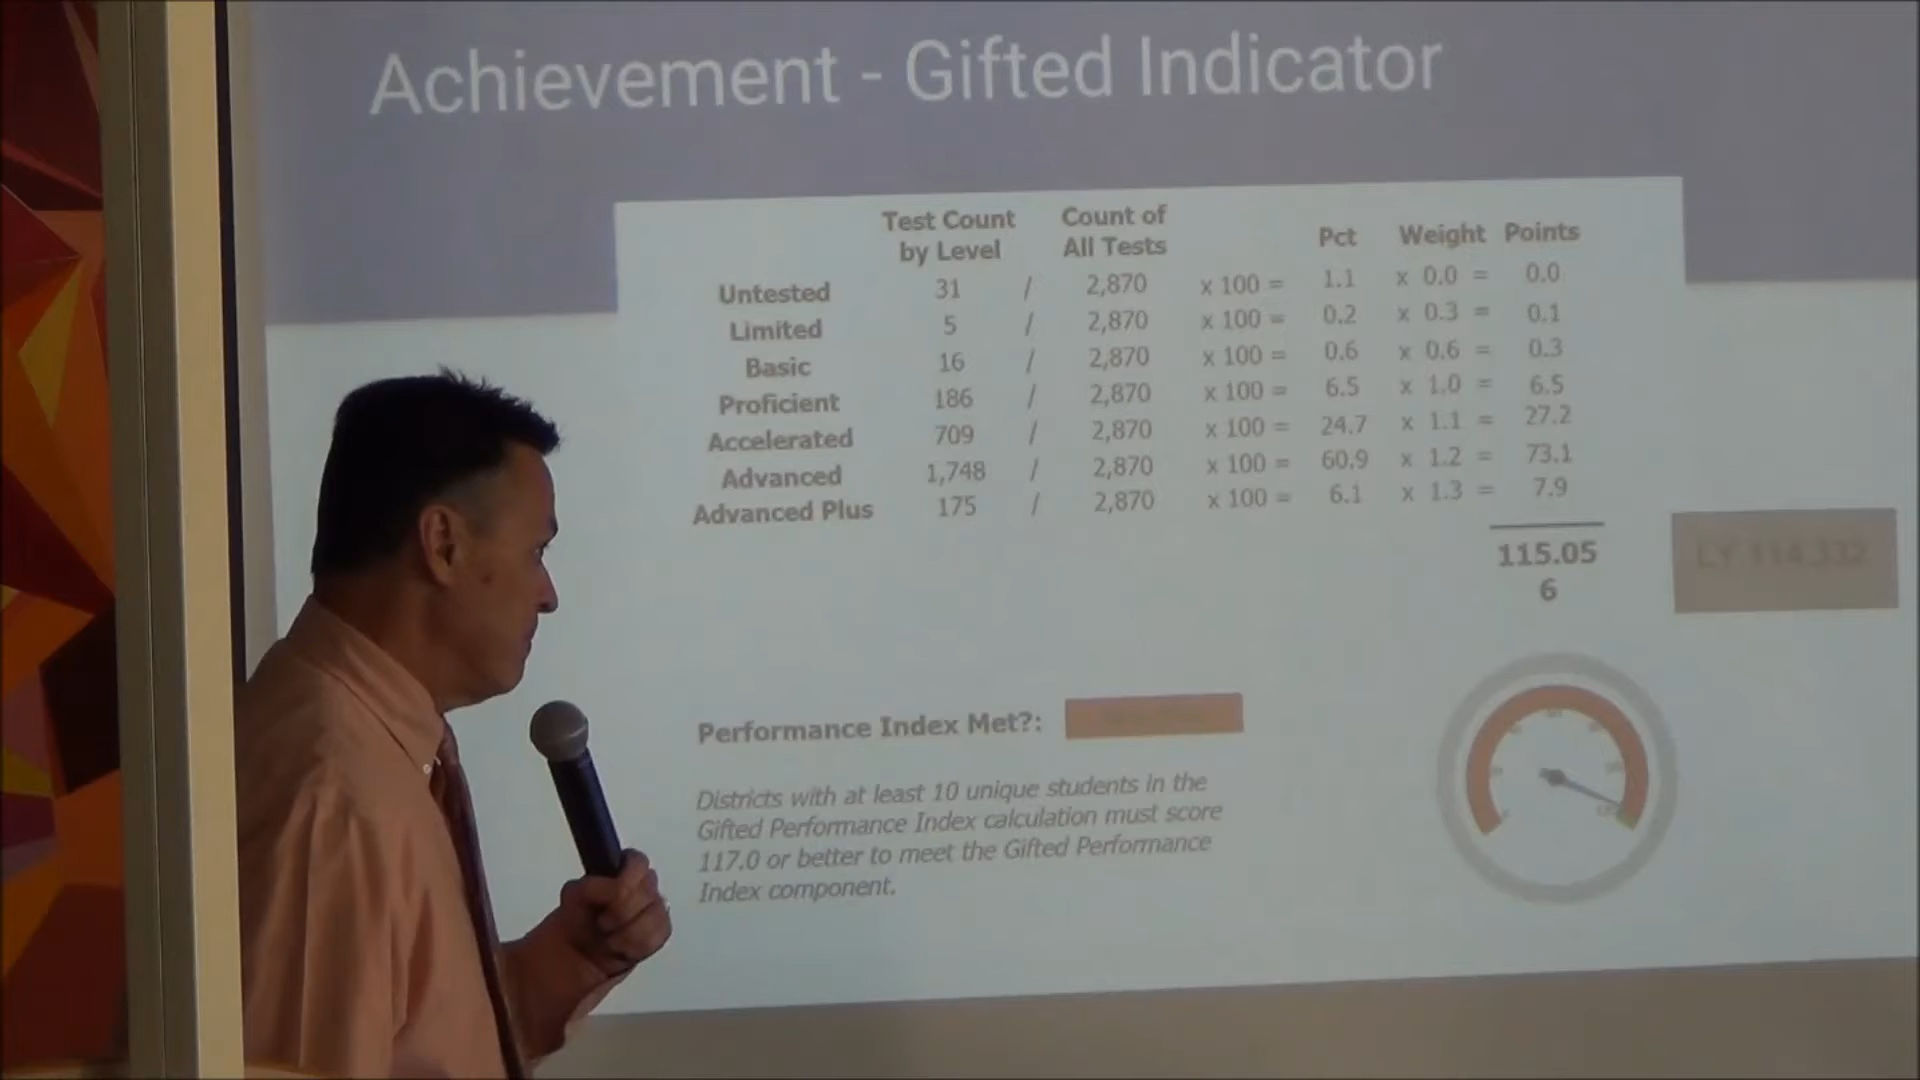 Achievement - Gifted Indicator
Test Count by Level / Count of All Tests Pct Weight Points
Untested 31 / 2,870 x 100 = 1.1 x 0.0 = 0.0
Limited 5 / 2,870 x 100 = 0.2 x 0.3 = 0.1
Basic 16 / 2,870 x 100 = 0.6 x 0.6 = 0.3
Proficient 186 / 2,870 x 100 = 6.5 x 1.0 = 6.5
Accelerated 709 / 2,870 x 100 = 24.7 x 1.1 = 27.2
Advanced 1,748 / 2,870 x 100 = 60.9 x 1.2 = 73.1
Advanced Plus 175 / 2,870 x 100 = 6.1 x 1.3 = 7.9
115.05
6
LY 114.332
Performance Index Met?:
Districts with at least 10 unique students in the
Gifted Performance Index calculation must score
117.0 or better to meet the Gifted Performance
Index component.